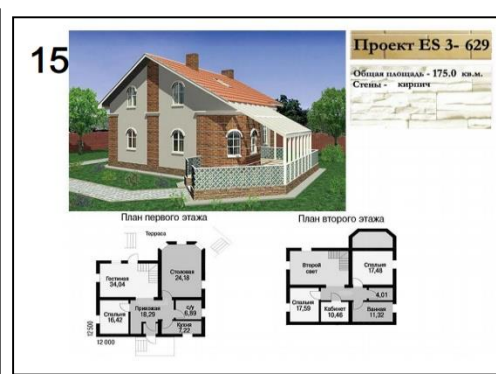 15
Проект ES 3- 629
Общая площадь - 175.0 кв.м.
Стены - кирпич
План первого этажа
План второго этажа
Терраса
Гостиная
34,04
Столовая
24,18
Спальня
16,42
Прихожая
18,29
с/у
6,89
Кухня
7,22
12 500
12 000
Второй
свет
Спальня
17,48
Спальня
17,59
Кабинет
10,46
4,01
Ванная
11,32